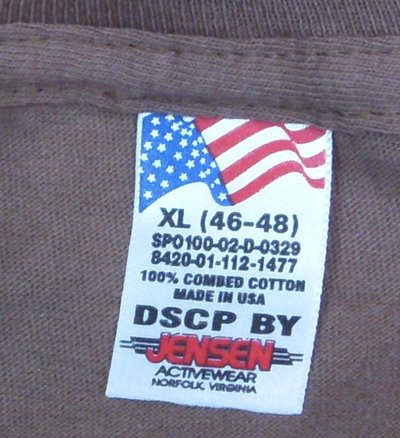 XL (46-48)
SPO100-02-D-0329
8420-01-112-1477
100% COMBED COTTON
MADE IN USA
DSCP BY
JENSEN
ACTIVEWEAR
NORFOLK, VIRGINIA